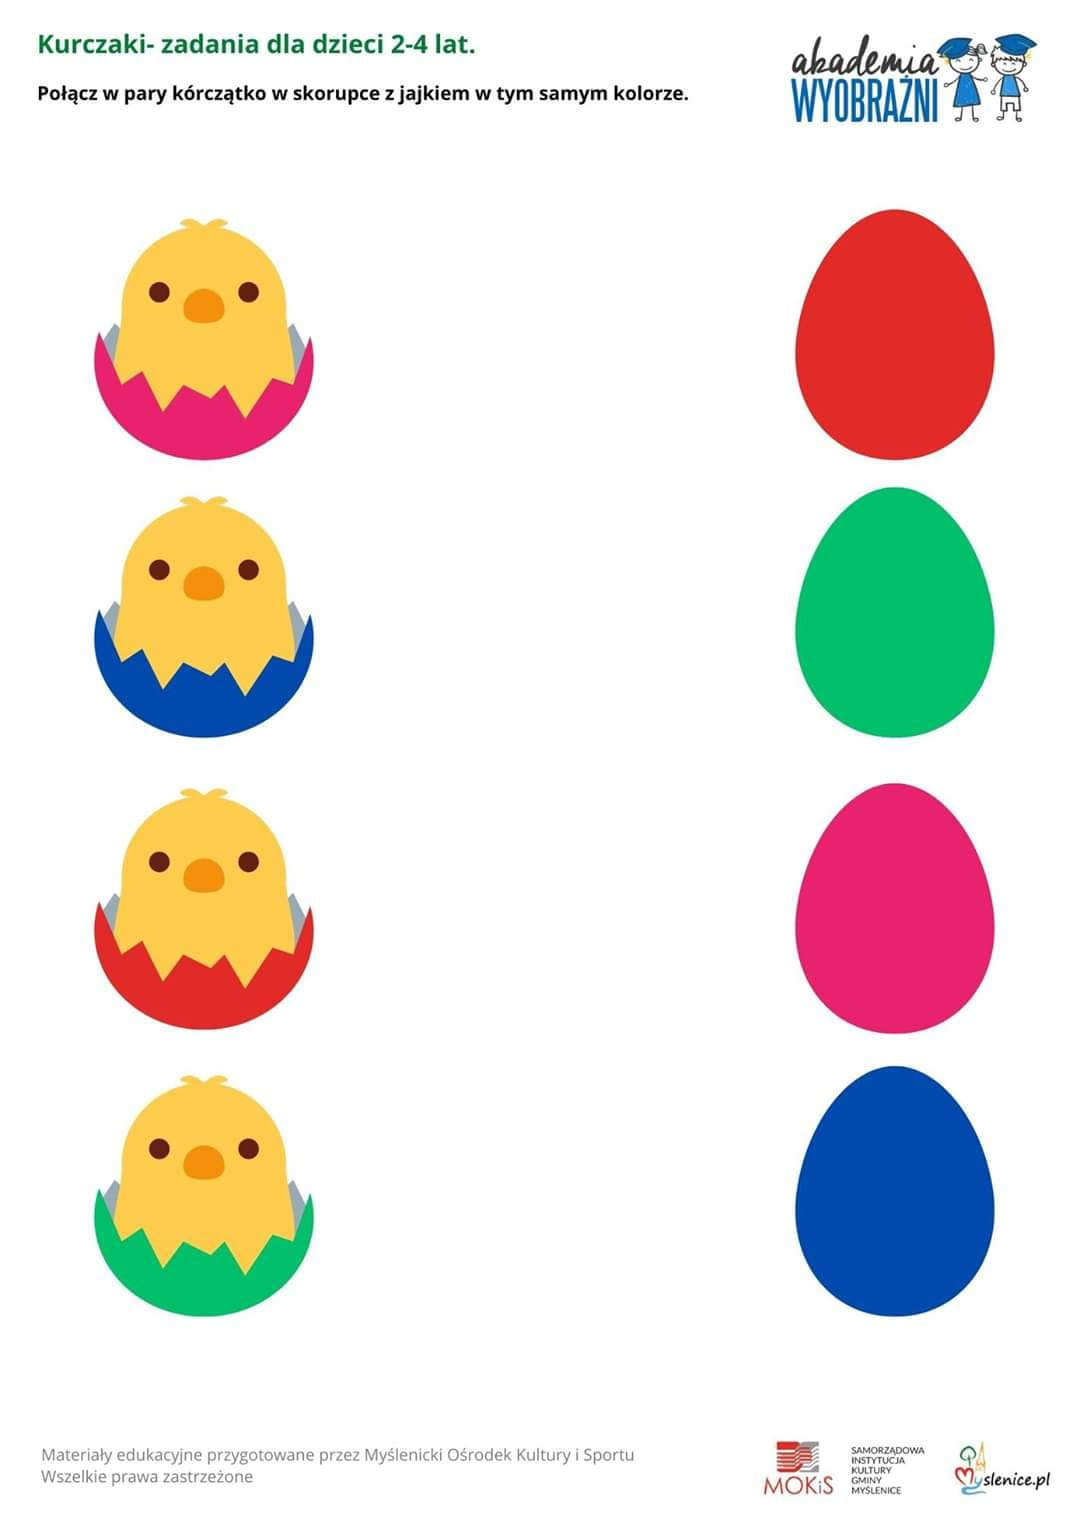 Kurczaki- zadania dla dzieci 2-4 lat.
Połącz w pary kórczątko w skorupce z jajkiem w tym samym kolorze.
akademia
WYOBRAŹNI
Materiały edukacyjne przygotowane przez Myślenicki Ośrodek Kultury i Sportu
Wszelkie prawa zastrzeżone
MOKiS
SAMORZĄDOWA
INSTYTUCJA
KULTURY
GMINY
MYŚLENICE
Myslenice.pl